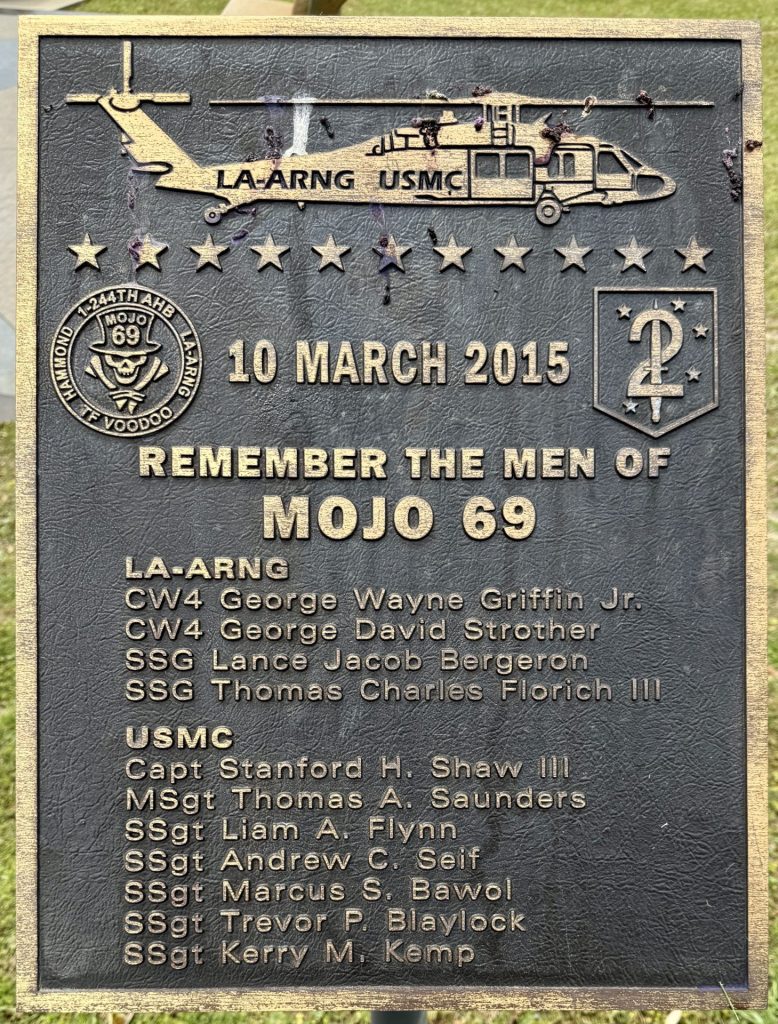 LA-ARNG USMC
1-244TH AHB LA-ARNG
HAMMOND
TF VOODOO
MOJO
69
10 MARCH 2015
2
REMEMBER THE MEN OF
MOJO 69
LA-ARNG
CW4 George Wayne Griffin Jr.
CW4 George David Strother
SSG Lance Jacob Bergeron
SSG Thomas Charles Florich III
USMC
Capt Stanford H. Shaw III
MSgt Thomas A. Saunders
SSgt Liam A. Flynn
SSgt Andrew C. Seif
SSgt Marcus S. Bawol
SSgt Trevor P. Blaylock
SSgt Kerry M. Kemp